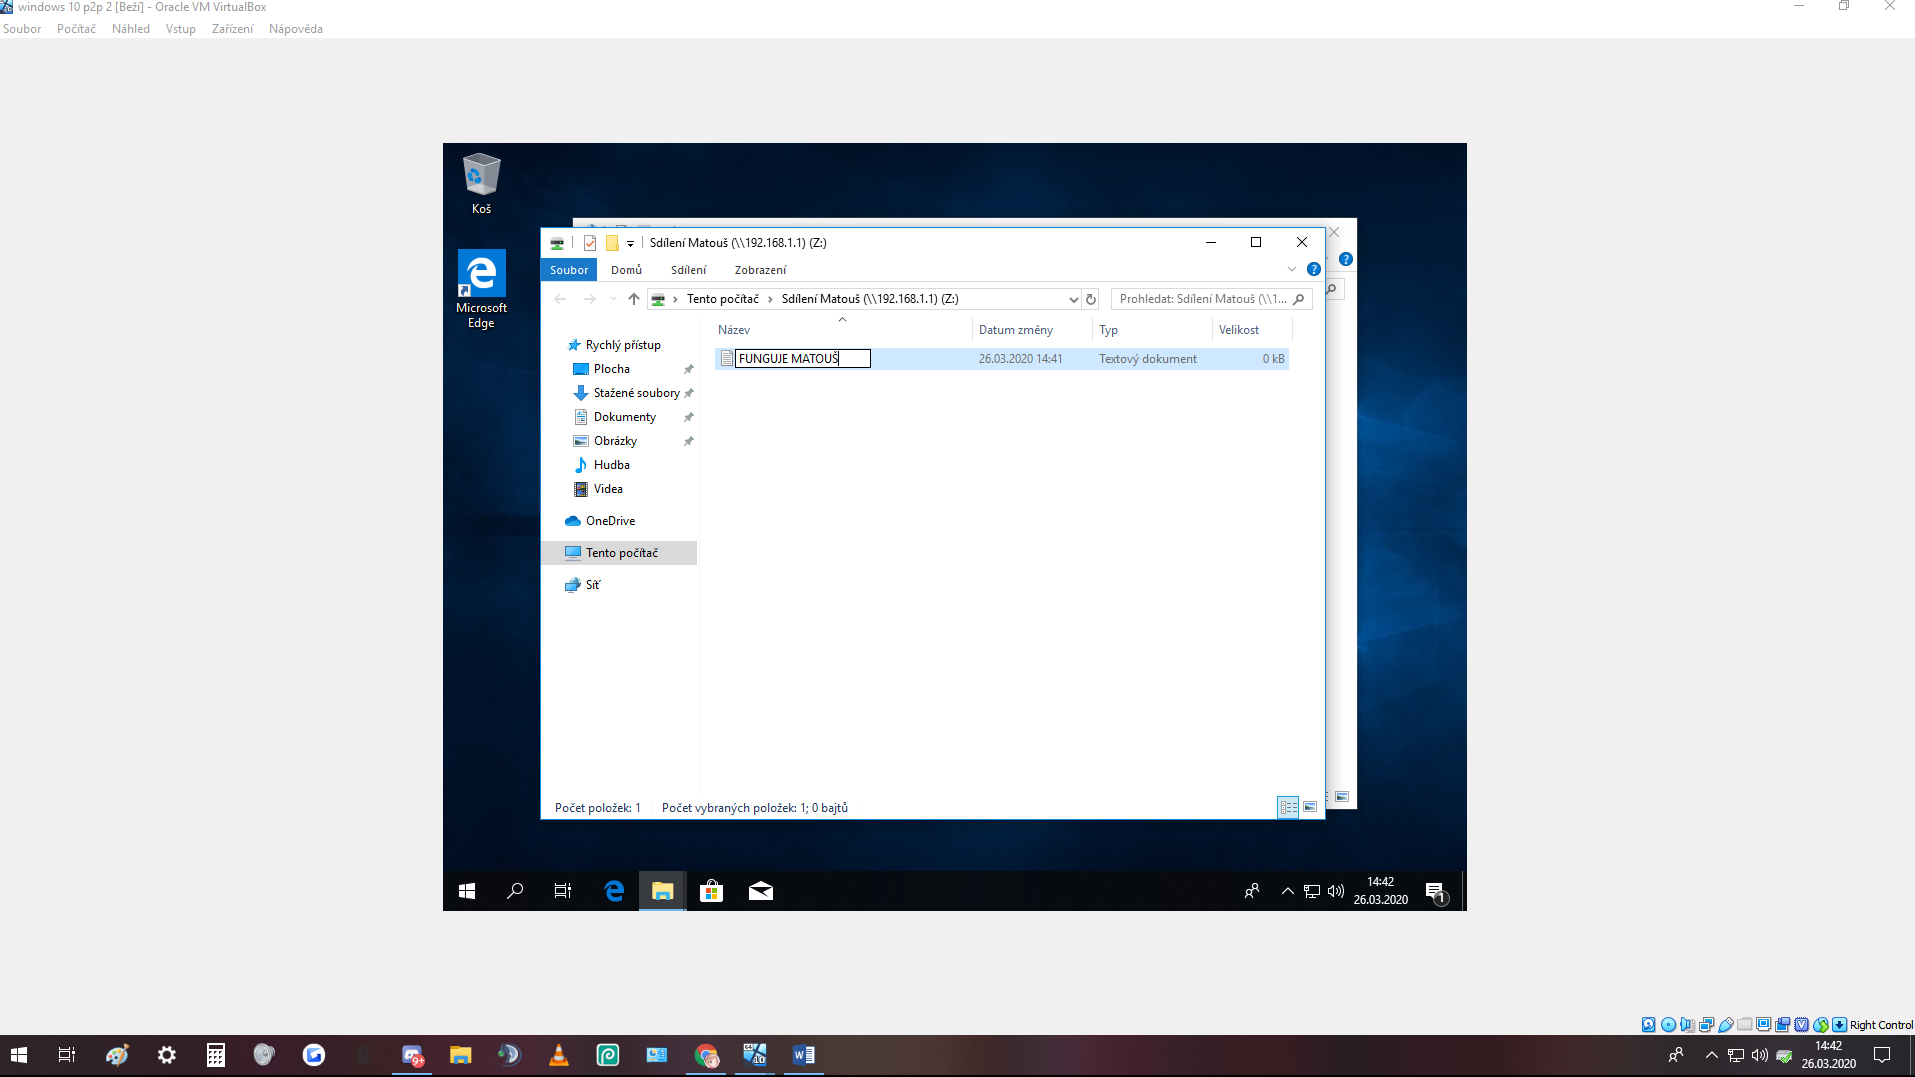 windows 10 p2p 2 [Beží] - Oracle VM VirtualBox
Soubor Počítač Náhled Vstup Zařízení Nápověda
Koš
Microsoft
Edge
Sdílení Matouš (\\192.168.1.1) (Z:)
Soubor Domů Sdílení Zobrazení
Tento počítač Sdílení Matouš (\\192.168.1.1) (Z:)
Prohledat: Sdílení Matouš (\\1...
Název Datum změny Typ Velikost
FUNGUJE MATOUŠ 26.03.2020 14:41 Textový dokument 0 kB
Rychlý přístup
Plocha
Stažené soubory
Dokumenty
Obrázky
Hudba
Videa
OneDrive
Tento počítač
Síť
Počet položek: 1 Počet vybraných položek: 1; 0 bajtů
14:42
26.03.2020
1
Right Control
9+
14:42
26.03.2020